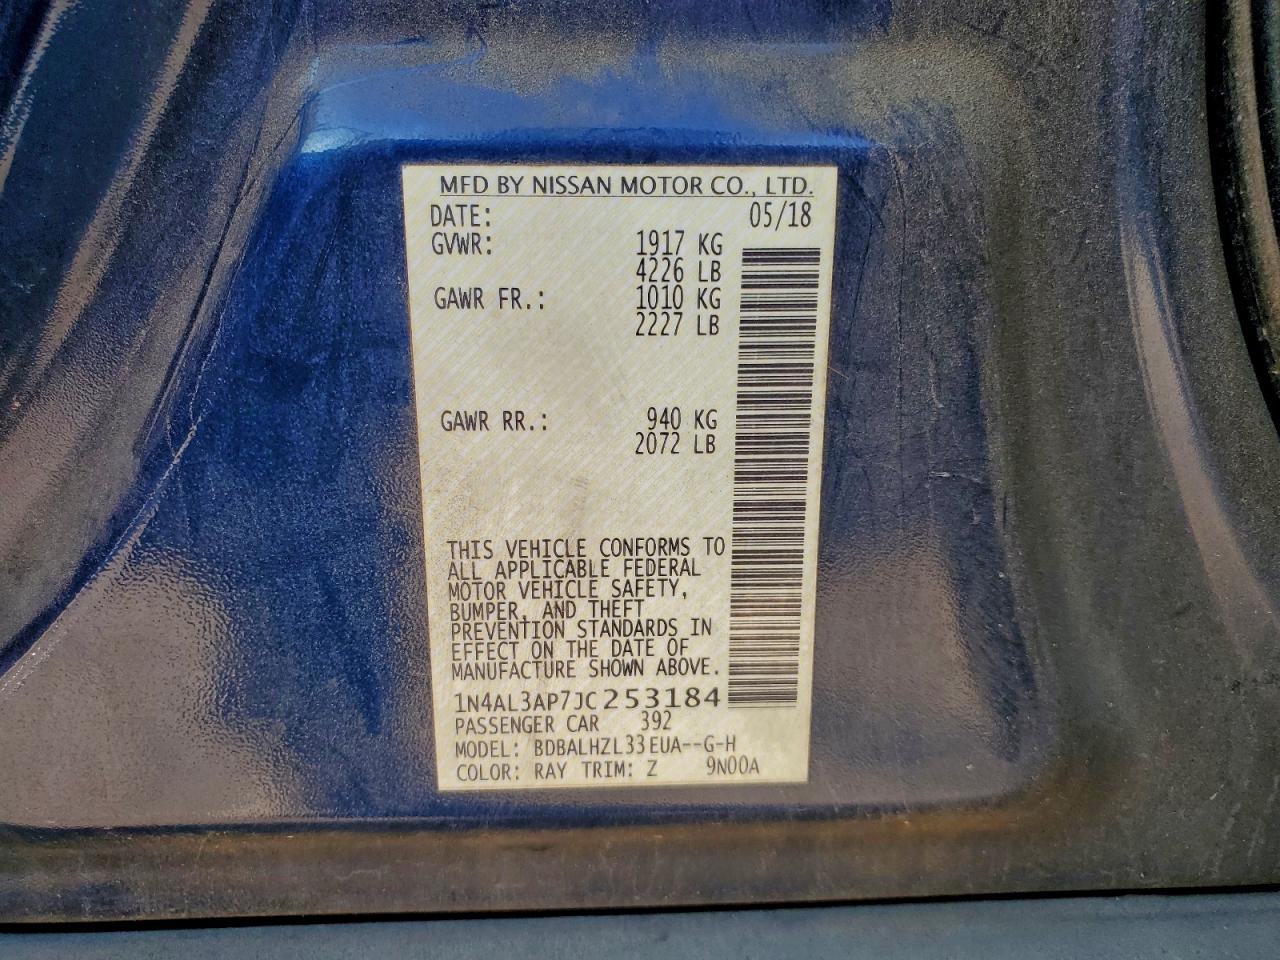 MFD BY NISSAN MOTOR CO., LTD.
DATE: 05/18
GVWR: 1917 KG
4226 LB
GAWR FR.: 1010 KG
2227 LB
GAWR RR.: 940 KG
2072 LB
THIS VEHICLE CONFORMS TO
ALL APPLICABLE FEDERAL
MOTOR VEHICLE SAFETY,
BUMPER, AND THEFT
PREVENTION STANDARDS IN
EFFECT ON THE DATE OF
MANUFACTURE SHOWN ABOVE.
1N4AL3AP7JC253184
PASSENGER CAR 392
MODEL: BDBALHZL33EUA--G-H
COLOR: RAY TRIM: Z 9N00A